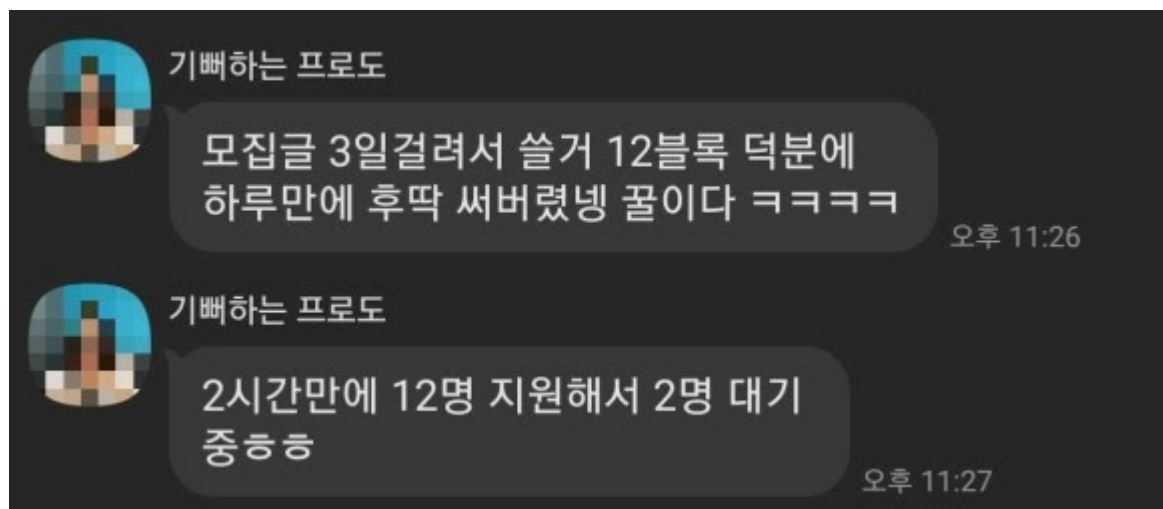 기뻐하는 프로도
모집글 3일걸려서 쓸거 12블록 덕분에
하루만에 후딱 써버렸넹 꿀이다 ㅋㅋㅋㅋ
오후 11:26
기뻐하는 프로도
2시간만에 12명 지원해서 2명 대기
중ㅎㅎ
오후 11:27